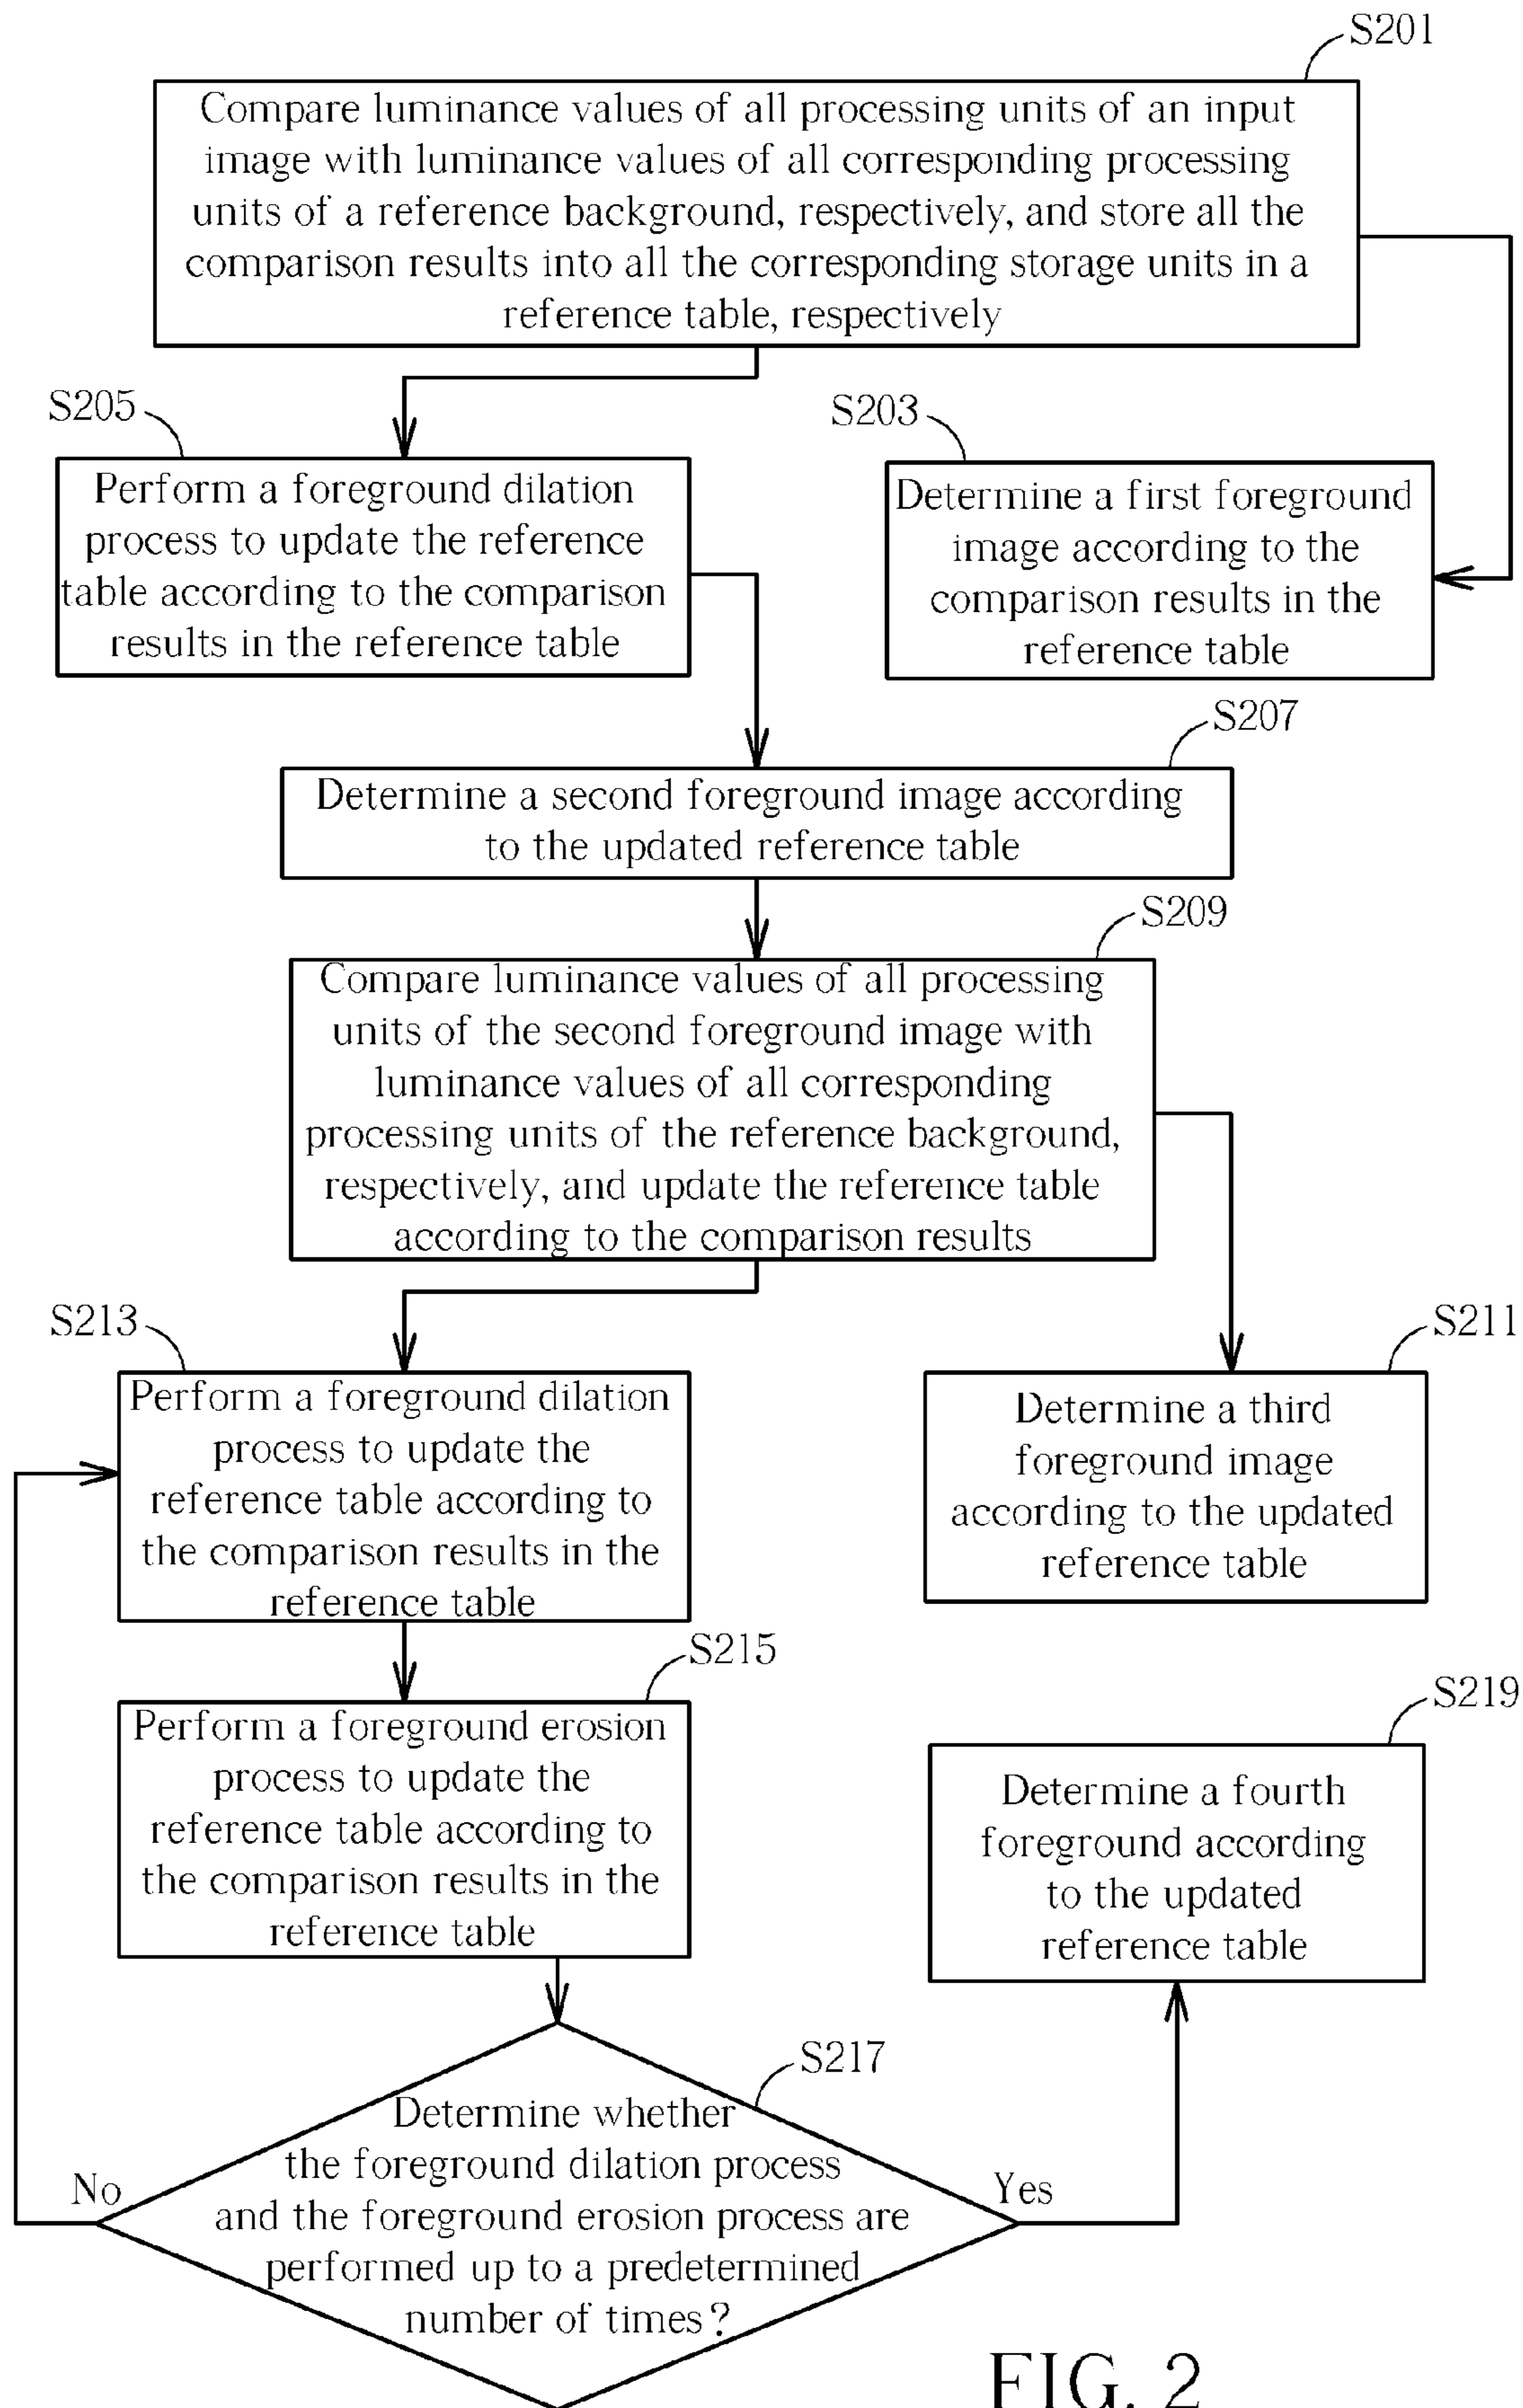 S201
Compare luminance values of all processing units of an input
image with luminance values of all corresponding processing
units of a reference background, respectively, and store all the
comparison results into all the corresponding storage units in a
reference table, respectively
S205
Perform a foreground dilation
process to update the reference
table according to the comparison
results in the reference table
S203
Determine a first foreground
image according to the
comparison results in the
reference table
S207
Determine a second foreground image according
to the updated reference table
S209
Compare luminance values of all processing
units of the second foreground image with
luminance values of all corresponding
processing units of the reference background,
respectively, and update the reference table
according to the comparison results
S213
Perform a foreground dilation
process to update the
reference table according to
the comparison results in the
reference table
S211
Determine a third
foreground image
according to the updated
reference table
S215
Perform a foreground erosion
process to update the
reference table according to
the comparison results in the
reference table
S219
Determine a fourth
foreground according
to the updated
reference table
S217
Determine whether
the foreground dilation process
and the foreground erosion process are
performed up to a predetermined
number of times?
No
Yes
FIG. 2